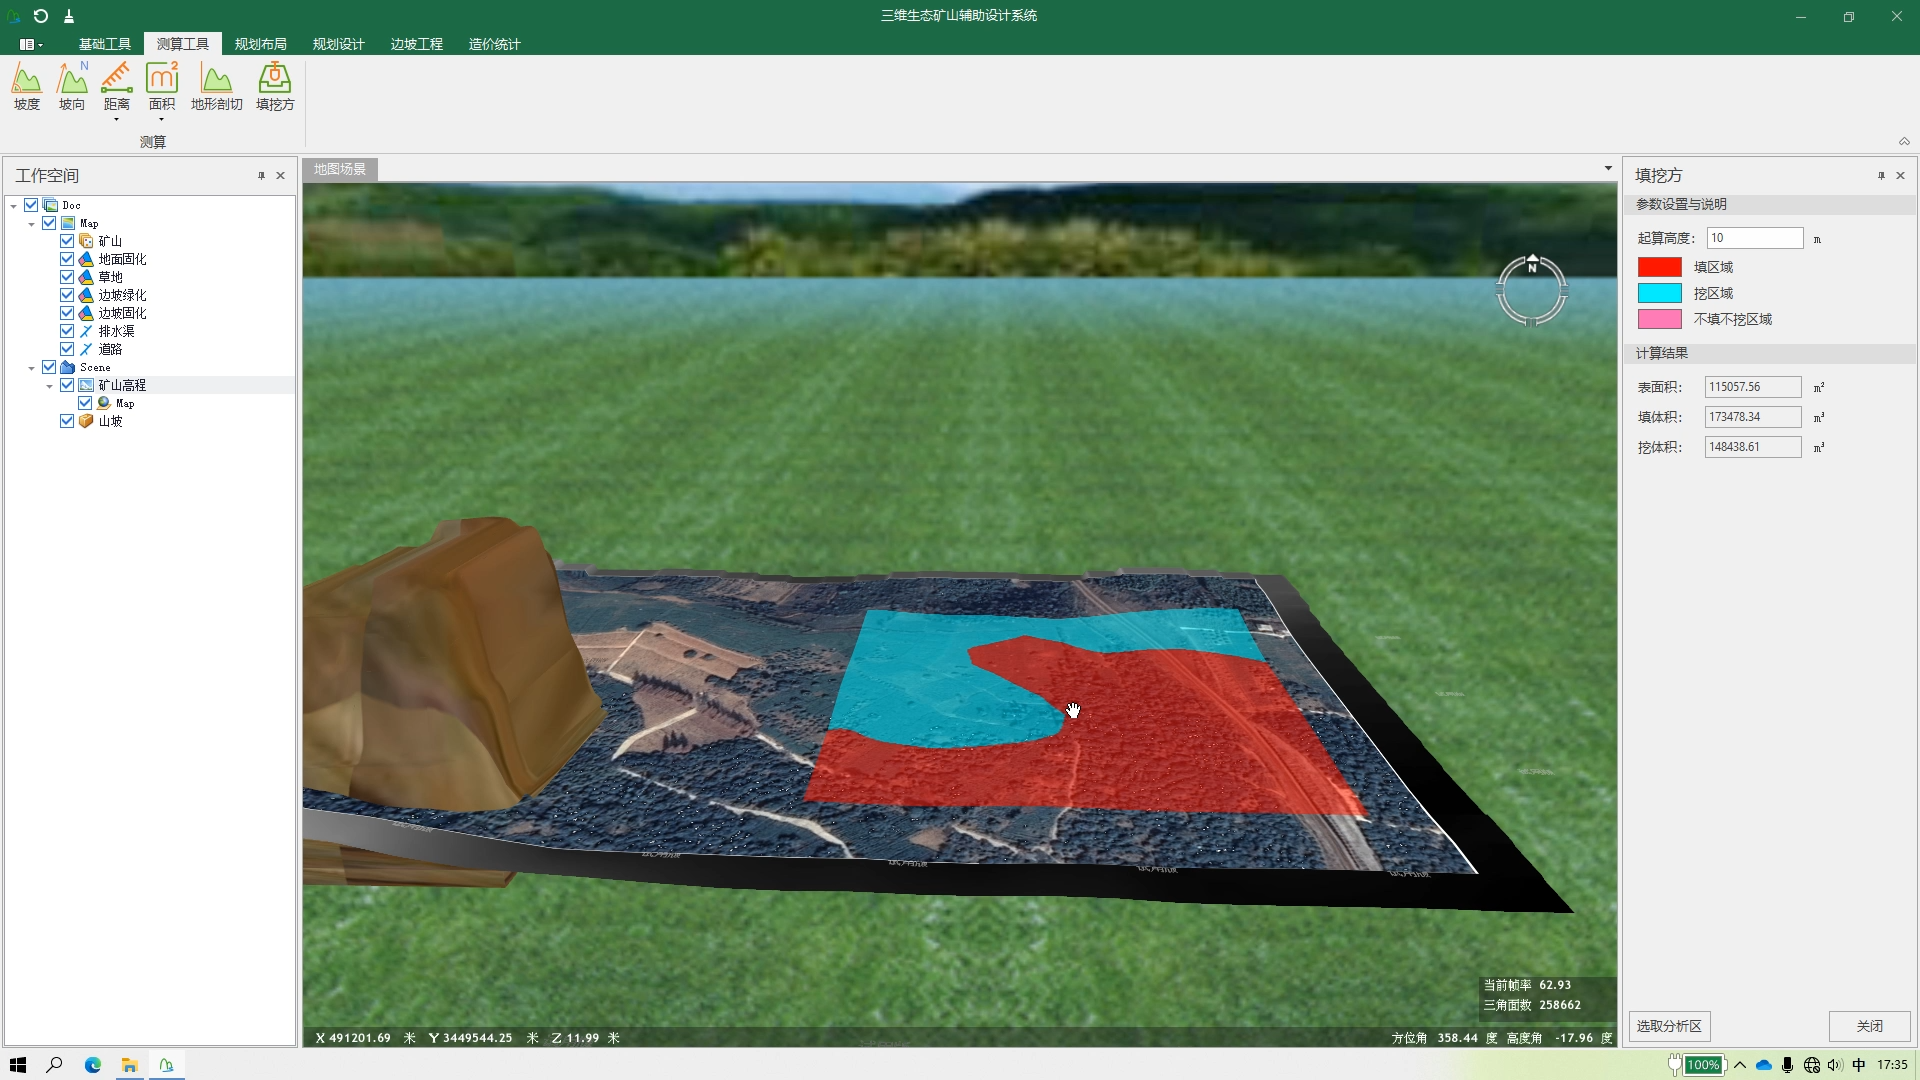 三维生态矿山辅助设计系统
基础工具 测算工具 规划布局 规划设计 边坡工程 造价统计
坡度 坡向 距离 面积 地形剖切 填挖方
测算
工作空间
Doc
Map
矿山
地面固化
草地
边坡绿化
边坡固化
排水渠
道路
Scene
矿山高程
Map
山坡
地图场景
N
X 491201.69 米 Y 3449544.25 米 Z 11.99 米
当前帧率 62.93
三角面数 258662
方位角 358.44 度 高度角 -17.96 度
填挖方
参数设置与说明
起算高度: 10 m
填区域
挖区域
不填不挖区域
计算结果
表面积: 115057.56 m²
填体积: 173478.34 m³
挖体积: 148438.61 m³
选取分析区 关闭
100% 中 17:35